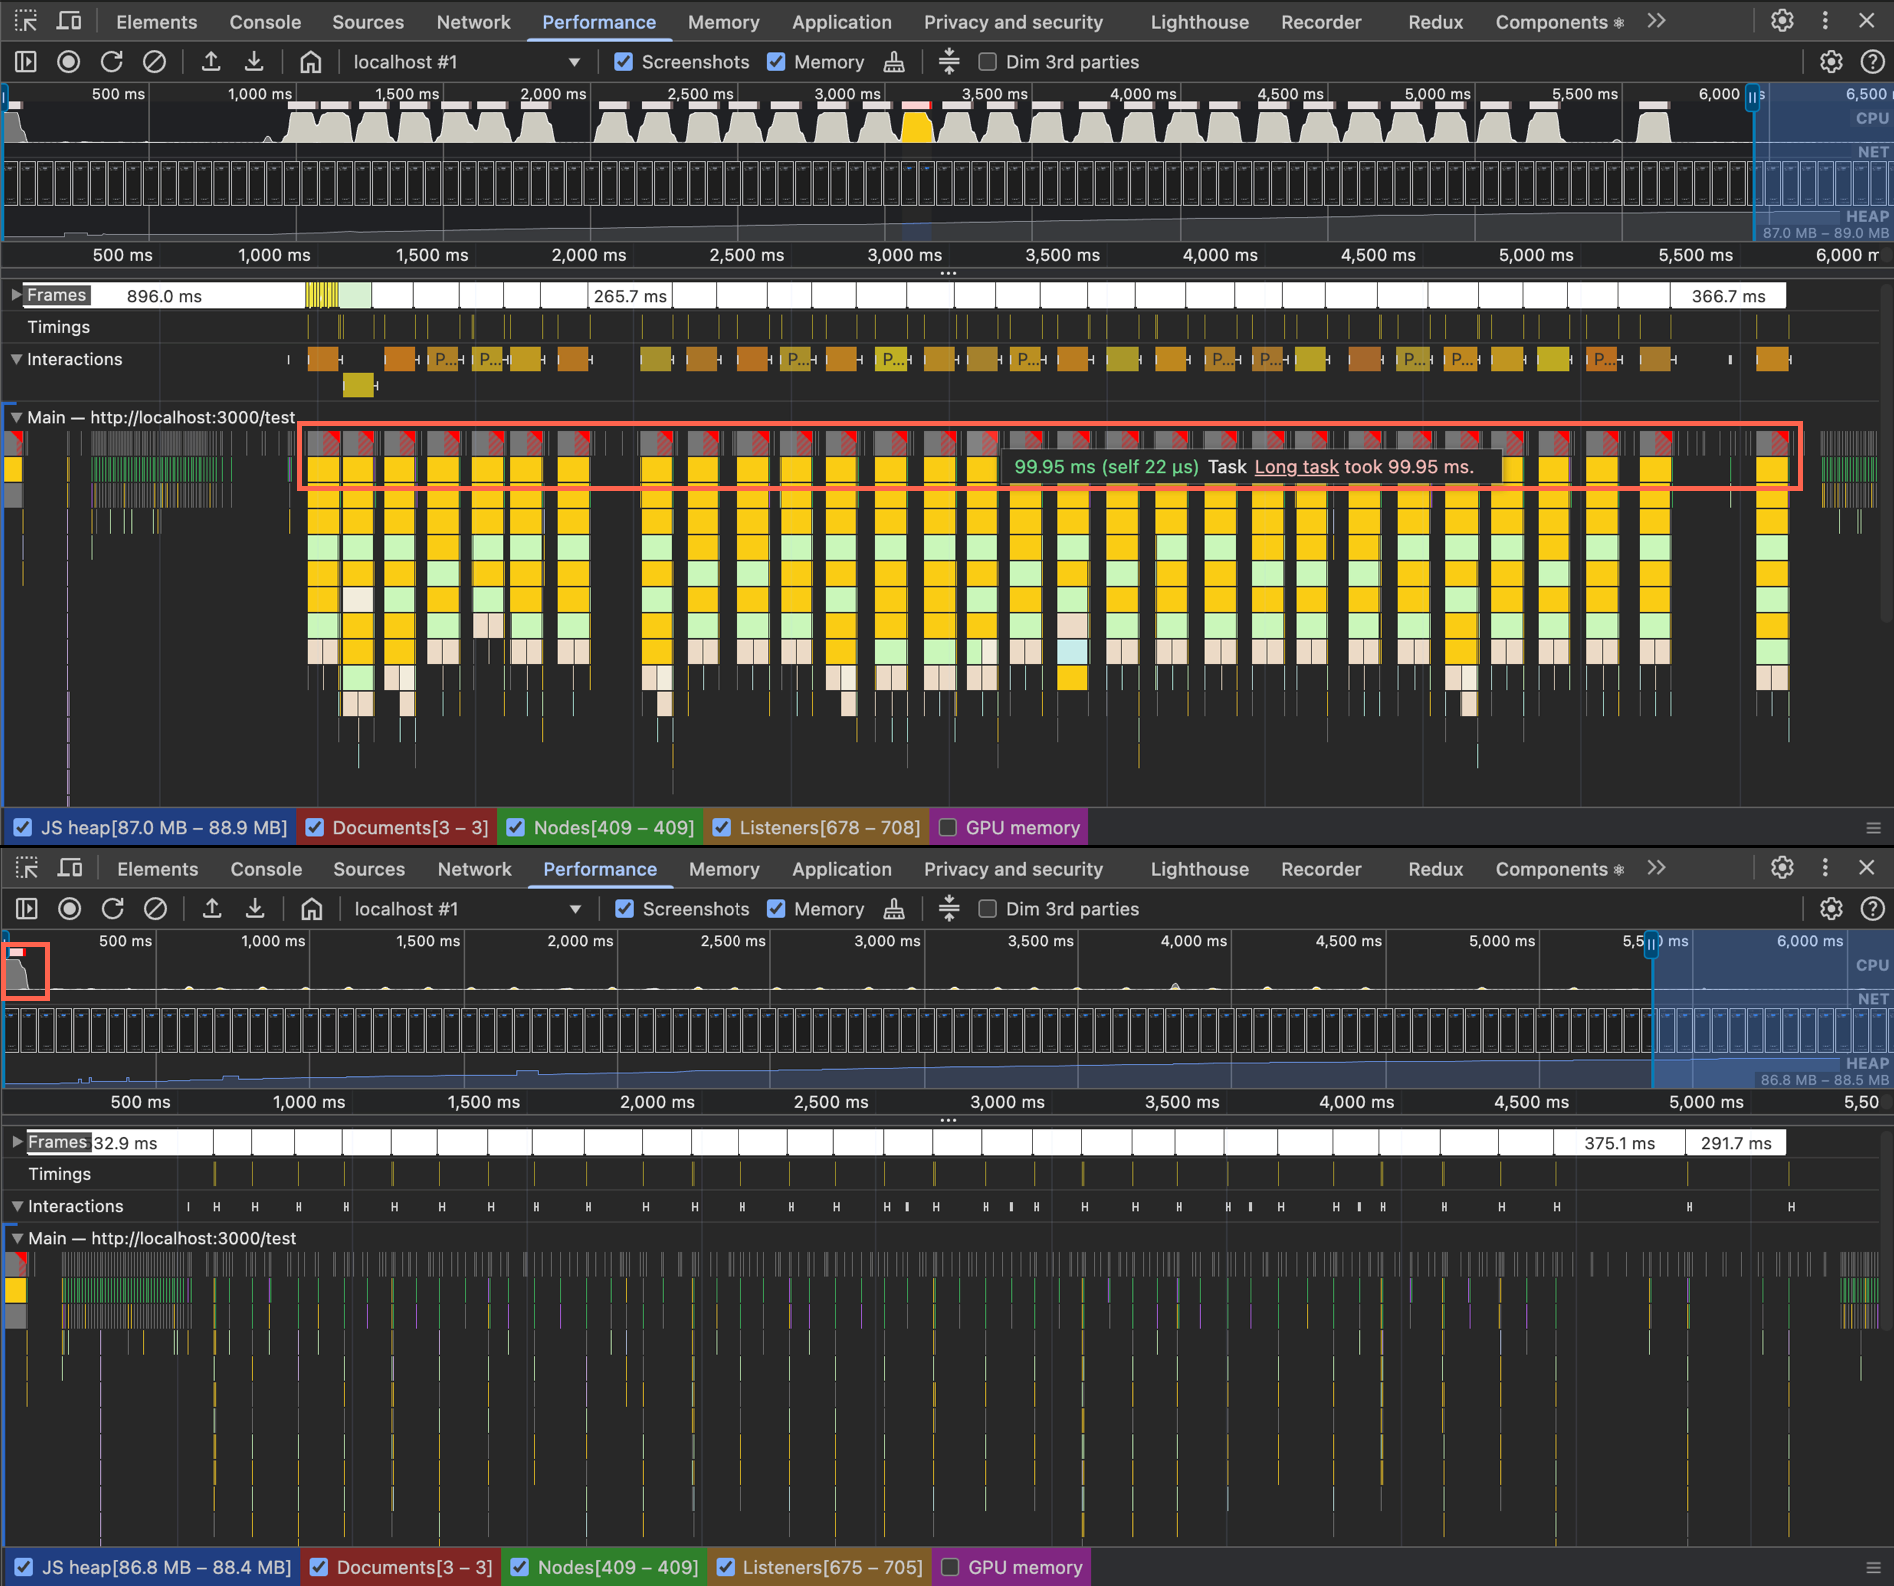 Elements Console Sources Network Performance Memory Application Privacy and security Lighthouse Recorder Redux Components
localhost #1 Screenshots Memory Dim 3rd parties
500 ms 1,000 ms 1,500 ms 2,000 ms 2,500 ms 3,000 ms 3,500 ms 4,000 ms 4,500 ms 5,000 ms 5,500 ms 6,000 s 6,500
CPU
NET
HEAP
87.0 MB – 89.0 MB
500 ms 1,000 ms 1,500 ms 2,000 ms 2,500 ms 3,000 ms 3,500 ms 4,000 ms 4,500 ms 5,000 ms 5,500 ms 6,000 m
Frames 896.0 ms 265.7 ms 366.7 ms
Timings
Interactions P... P... P... P... P... P... P... P... P... P...
Main — http://localhost:3000/test
99.95 ms (self 22 μs) Task Long task took 99.95 ms.
JS heap[87.0 MB – 88.9 MB] Documents[3 – 3] Nodes[409 – 409] Listeners[678 – 708] GPU memory
Elements Console Sources Network Performance Memory Application Privacy and security Lighthouse Recorder Redux Components
localhost #1 Screenshots Memory Dim 3rd parties
500 ms 1,000 ms 1,500 ms 2,000 ms 2,500 ms 3,000 ms 3,500 ms 4,000 ms 4,500 ms 5,000 ms 5,5 0 ms 6,000 ms
CPU
NET
HEAP
86.8 MB – 88.5 MB
500 ms 1,000 ms 1,500 ms 2,000 ms 2,500 ms 3,000 ms 3,500 ms 4,000 ms 4,500 ms 5,000 ms 5,50
Frames 32.9 ms 375.1 ms 291.7 ms
Timings
Interactions
Main — http://localhost:3000/test
JS heap[86.8 MB – 88.4 MB] Documents[3 – 3] Nodes[409 – 409] Listeners[675 – 705] GPU memory